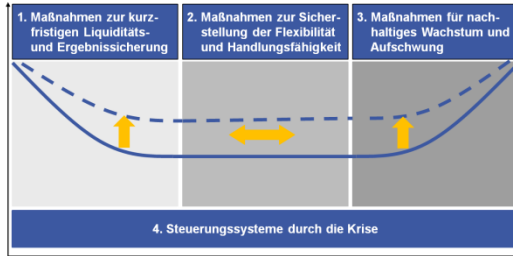 1. Maßnahmen zur kurz-
fristigen Liquiditäts-
und Ergebnissicherung
2. Maßnahmen zur Sicher-
stellung der Flexibilität
und Handlungsfähigkeit
3. Maßnahmen für nach-
haltiges Wachstum und
Aufschwung
4. Steuerungssysteme durch die Krise